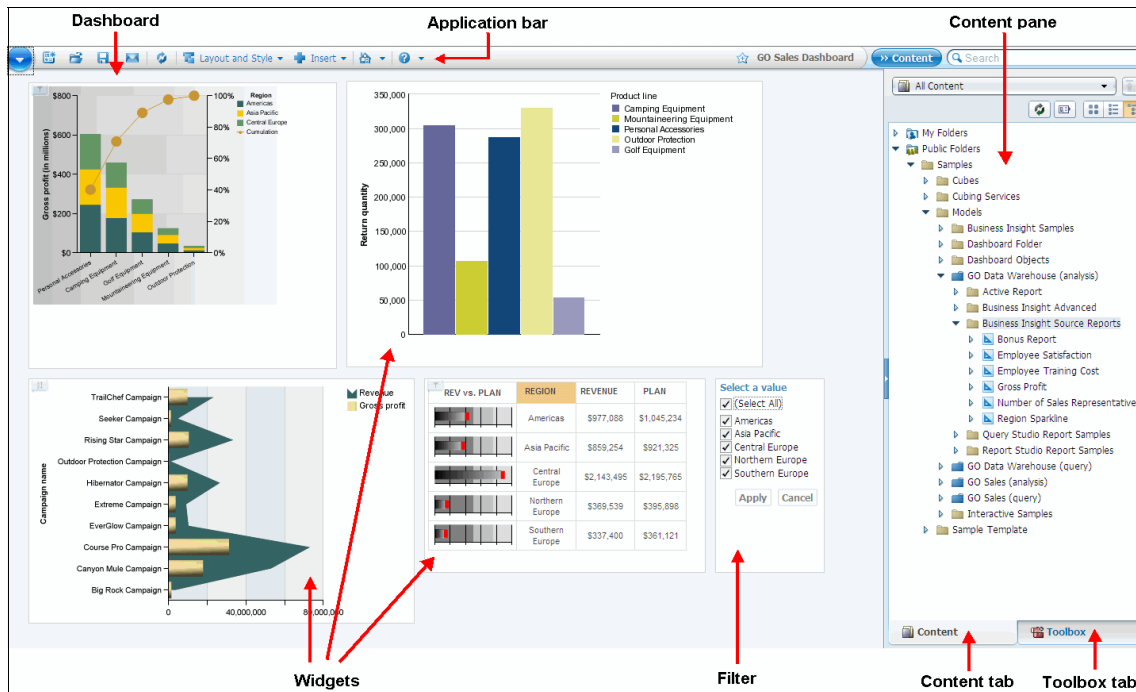 Dashboard
Application bar
Content pane
Layout and Style
Insert
GO Sales Dashboard
» Content
Search
All Content
$800
$600
$400
$200
$0
Gross profit (in millions)
100%
80%
60%
40%
20%
0%
Region
Americas
Asia Pacific
Central Europe
Cumulation
Personal Accessories
Camping Equipment
Golf Equipment
Mountaineering Equipment
Outdoor Protection
350,000
300,000
250,000
200,000
150,000
100,000
50,000
0
Return quantity
Product line
Camping Equipment
Mountaineering Equipment
Personal Accessories
Outdoor Protection
Golf Equipment
My Folders
Public Folders
Samples
Cubes
Cubing Services
Models
Business Insight Samples
Dashboard Folder
Dashboard Objects
GO Data Warehouse (analysis)
Active Report
Business Insight Advanced
Business Insight Source Reports
Bonus Report
Employee Satisfaction
Employee Training Cost
Gross Profit
Number of Sales Representative
Region Sparkline
Query Studio Report Samples
Report Studio Report Samples
GO Data Warehouse (query)
GO Sales (analysis)
GO Sales (query)
Interactive Samples
Sample Template
Campaign name
TrailChef Campaign
Seeker Campaign
Rising Star Campaign
Outdoor Protection Campaign
Hibernator Campaign
Extreme Campaign
EverGlow Campaign
Course Pro Campaign
Canyon Mule Campaign
Big Rock Campaign
0
40,000,000
80,000,000
Revenue
Gross profit
REV vs. PLAN REGION REVENUE PLAN
Americas $977,088 $1,045,234
Asia Pacific $859,254 $921,325
Central Europe $2,143,495 $2,195,765
Northern Europe $369,539 $395,898
Southern Europe $337,400 $361,121
Select a value
(Select All)
Americas
Asia Pacific
Central Europe
Northern Europe
Southern Europe
Apply Cancel
Content
Toolbox
Widgets
Filter
Content tab
Toolbox tab